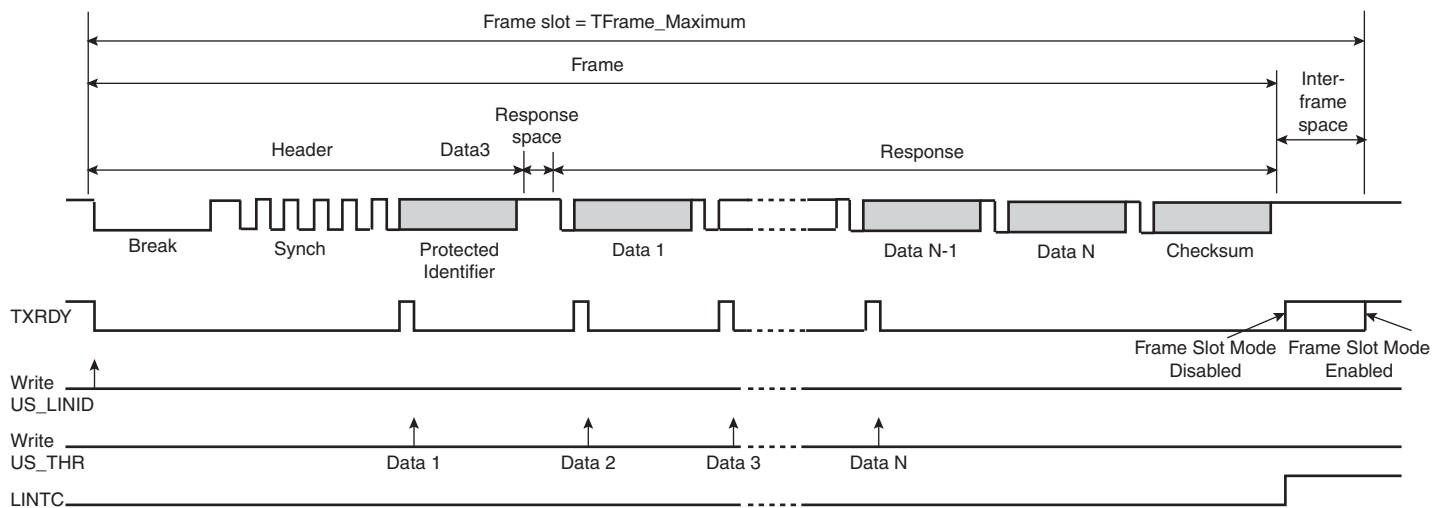 Frame slot = TFrame_Maximum
Frame
Inter-
frame
space
Response
space
Header
Data3
Response
Break
Synch
Protected
Identifier
Data 1
Data N-1
Data N
Checksum
TXRDY
Frame Slot Mode
Disabled
Frame Slot Mode
Enabled
Write
US_LINID
Write
US_THR
Data 1
Data 2
Data 3
Data N
LINTC